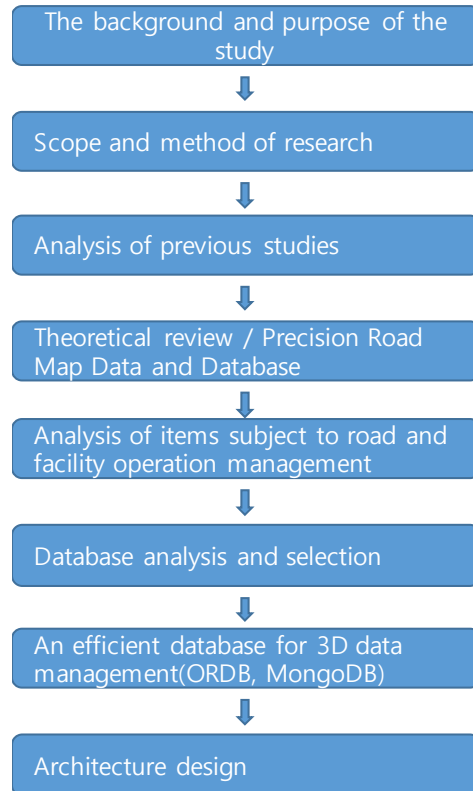 The background and purpose of the
study
Scope and method of research
Analysis of previous studies
Theoretical review / Precision Road
Map Data and Database
Analysis of items subject to road and
facility operation management
Database analysis and selection
An efficient database for 3D data
management(ORDB, MongoDB)
Architecture design